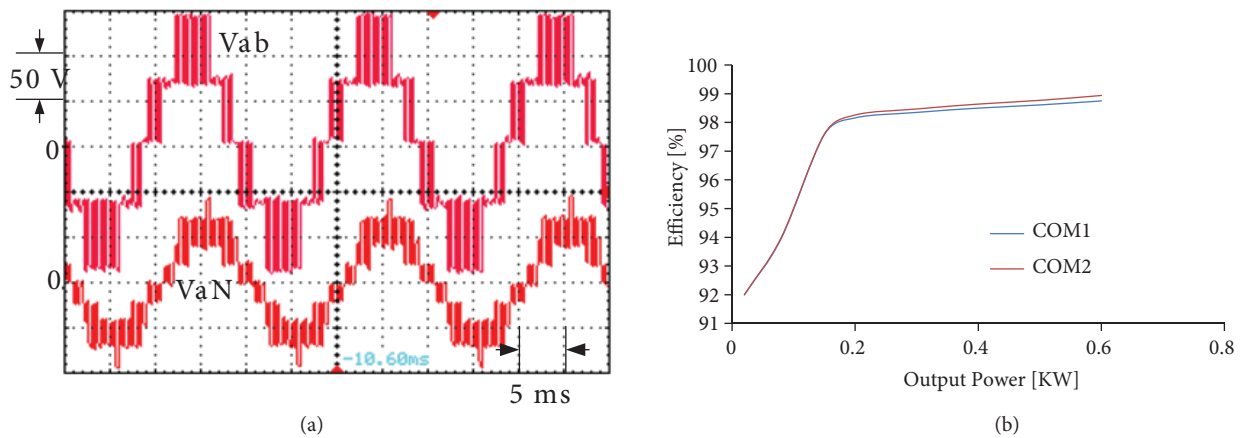 Vab
50 V
0
0
VaN
-10.60ms
5 ms
(a)
100
99
98
97
96
95
94
93
92
91
Efficiency [%]
COM1
COM2
0
0.2
0.4
0.6
0.8
Output Power [KW]
(b)